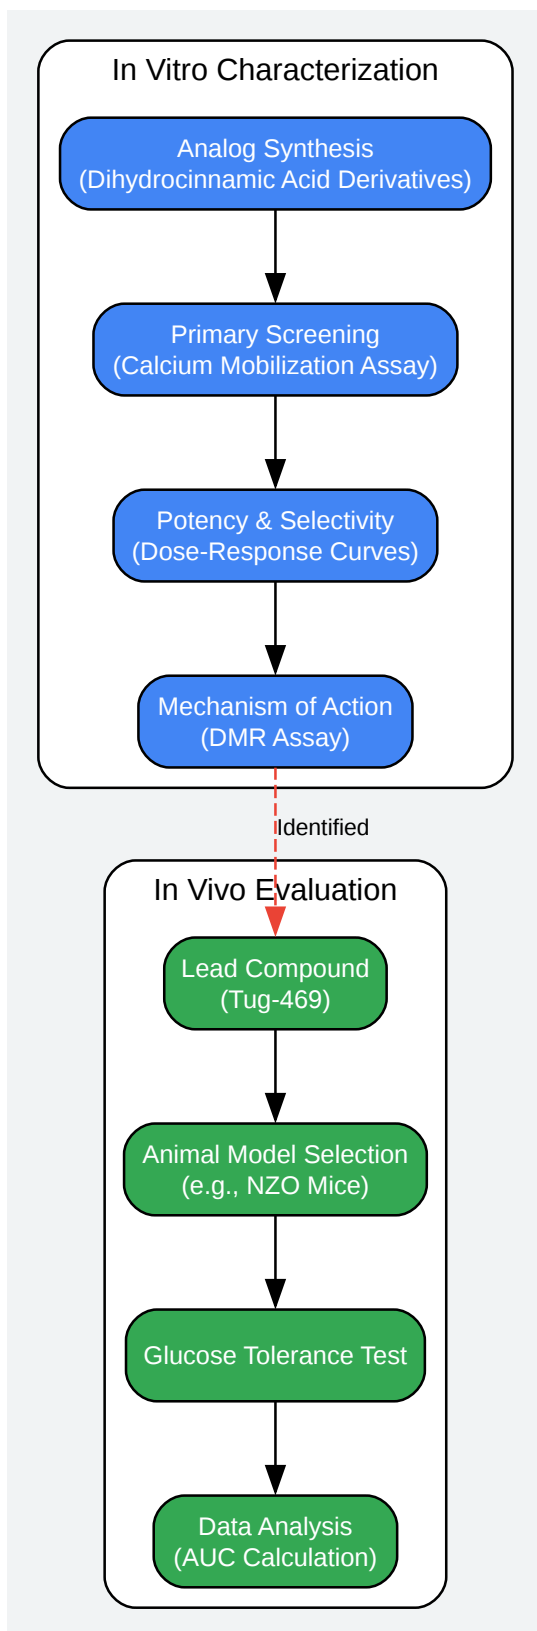 In Vitro Characterization
Analog Synthesis
(Dihydrocinnamic Acid Derivatives)
Primary Screening
(Calcium Mobilization Assay)
Potency & Selectivity
(Dose-Response Curves)
Mechanism of Action
(DMR Assay)
Identified
In Vivo Evaluation
Lead Compound
(Tug-469)
Animal Model Selection
(e.g., NZO Mice)
Glucose Tolerance Test
Data Analysis
(AUC Calculation)